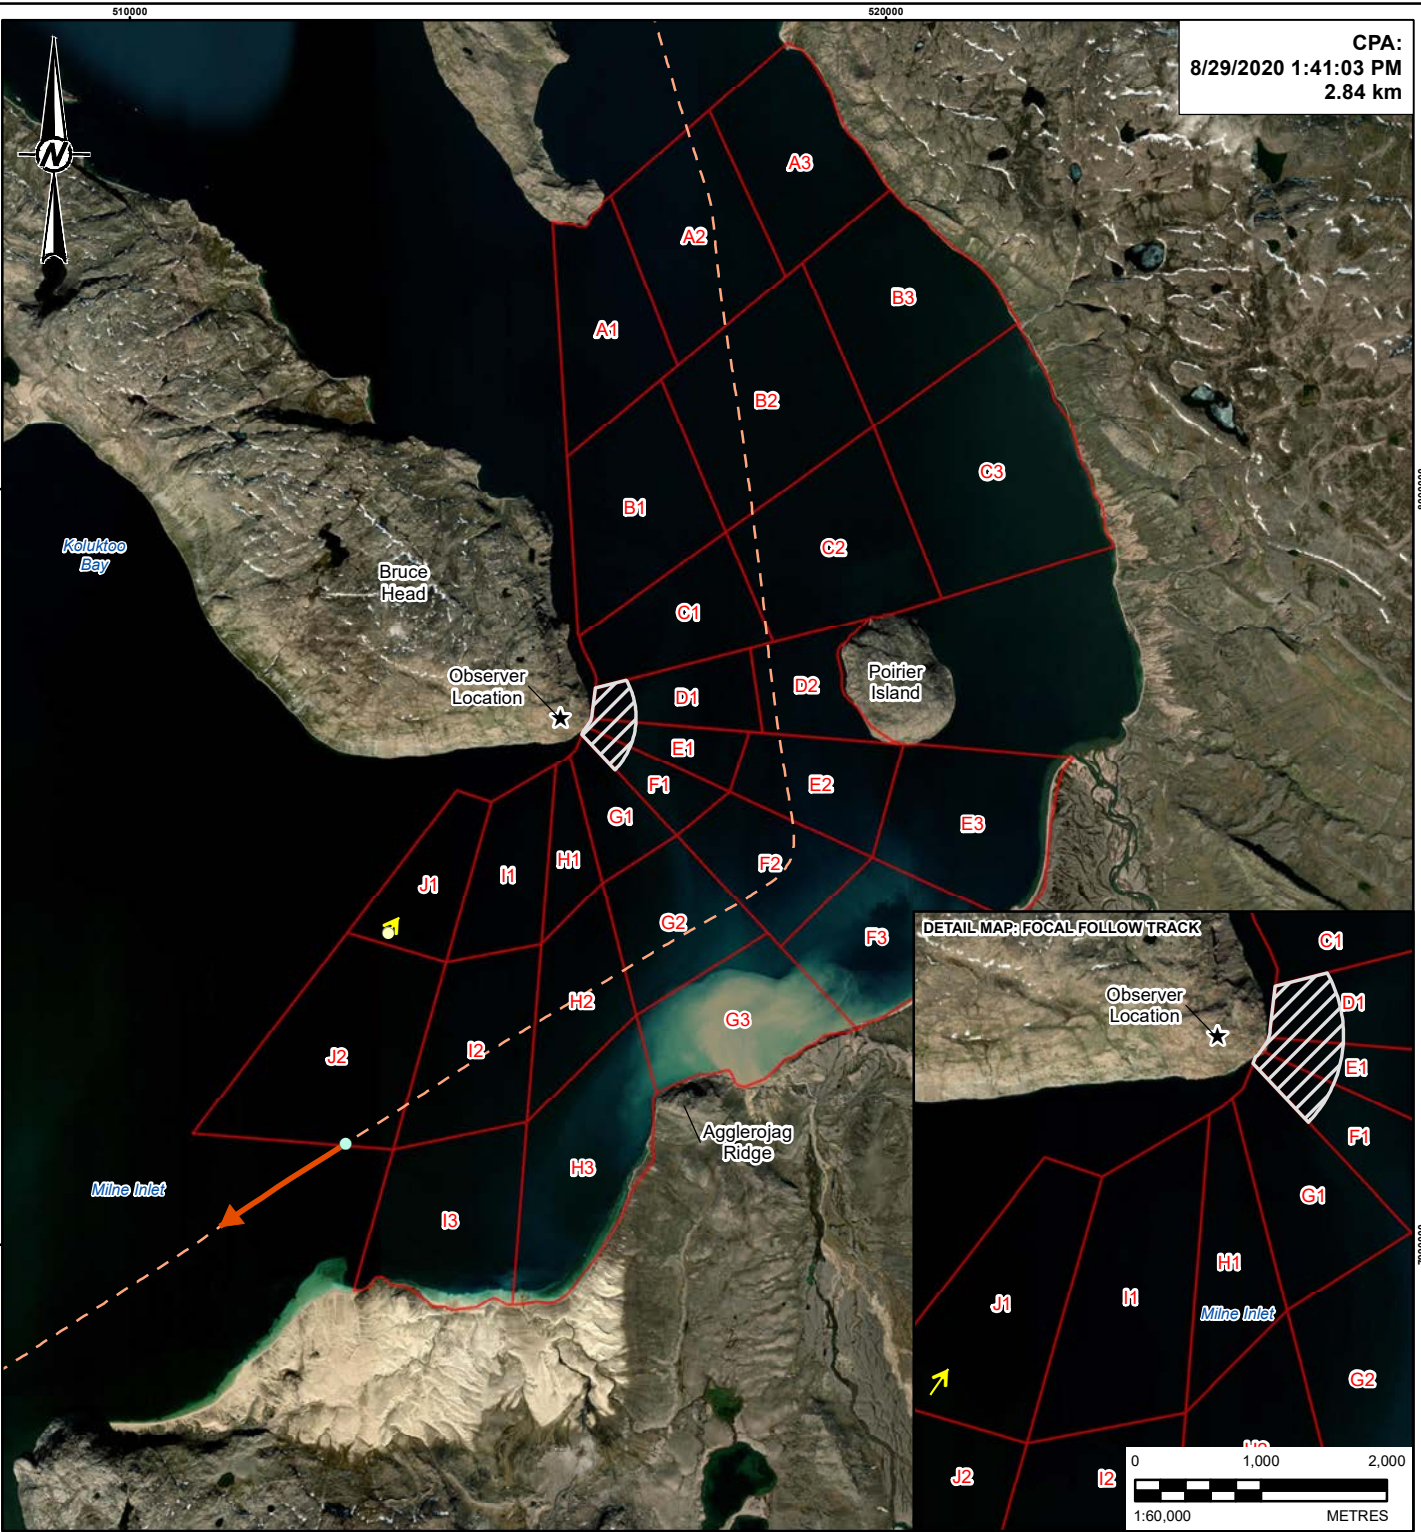 510000
520000
CPA:
8/29/2020 1:41:03 PM
2.84 km
N
A3
A2
B3
A1
B2
C3
B1
C2
Koluktoo
Bay
Bruce
Head
C1
Observer
Location
Poirier
Island
D2
D1
E1
F1
E2
G1
E3
H1
F2
I1
J1
G2
F3
H2
G3
I2
J2
Agglerojag
Ridge
H3
Milne Inlet
I3
DETAIL MAP: FOCAL FOLLOW TRACK
C1
Observer
Location
D1
E1
F1
G1
H1
I1
J1
Milne Inlet
G2
J2
I2
0
1,000
2,000
1:60,000
METRES